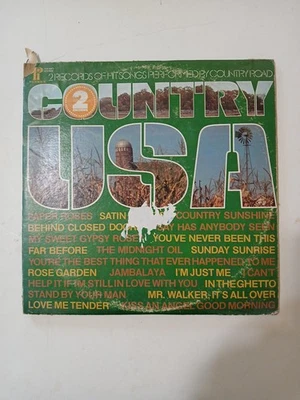 2 RECORDS OF HIT SONGS PERFORMED BY COUNTRY ROAD
COUNTRY
2
USA
PAPER ROSES SATIN COUNTRY SUNSHINE
BEHIND CLOSED DOORS HAS ANYBODY SEEN
MY SWEET GYPSY ROSE YOU'VE NEVER BEEN THIS
FAR BEFORE THE MIDNIGHT OIL SUNDAY SUNRISE
YOU'RE THE BEST THING THAT EVER HAPPENED TO ME
ROSE GARDEN JAMBALAYA I'M JUST ME I CAN'T
HELP IT IF I'M STILL IN LOVE WITH YOU IN THE GHETTO
STAND BY YOUR MAN MR. WALKER, IT'S ALL OVER
LOVE ME TENDER KISS AN ANGEL GOOD MORNING